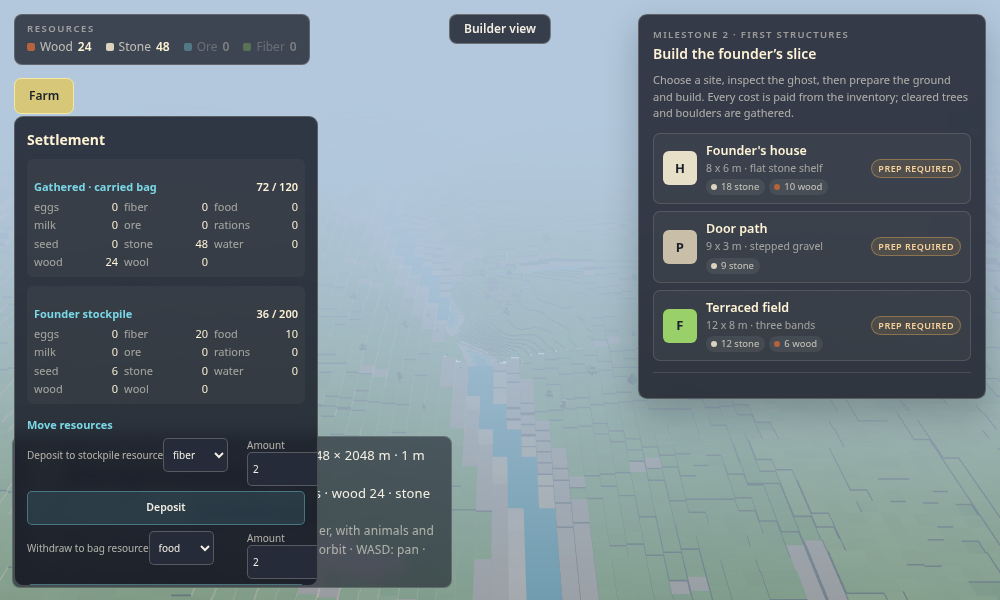 RESOURCES
Wood 24 Stone 48 Ore 0 Fiber 0
Farm
Settlement
Gathered · carried bag 72 / 120
eggs 0 fiber 0 food 0
milk 0 ore 0 rations 0
seed 0 stone 48 water 0
wood 24 wool 0
Founder stockpile 36 / 200
eggs 0 fiber 20 food 10
milk 0 ore 0 rations 0
seed 6 stone 0 water 0
wood 0 wool 0
Move resources
Deposit to stockpile resource fiber Amount
2
Deposit
Withdraw to bag resource food Amount
2
48 × 2048 m · 1 m
· wood 24 · stone
er, with animals and
orbit · WASD: pan ·
Builder view
MILESTONE 2 · FIRST STRUCTURES
Build the founder’s slice
Choose a site, inspect the ghost, then prepare the ground
and build. Every cost is paid from the inventory; cleared trees
and boulders are gathered.
H
Founder's house
8 x 6 m · flat stone shelf
18 stone 10 wood
PREP REQUIRED
P
Door path
9 x 3 m · stepped gravel
9 stone
PREP REQUIRED
F
Terraced field
12 x 8 m · three bands
12 stone 6 wood
PREP REQUIRED